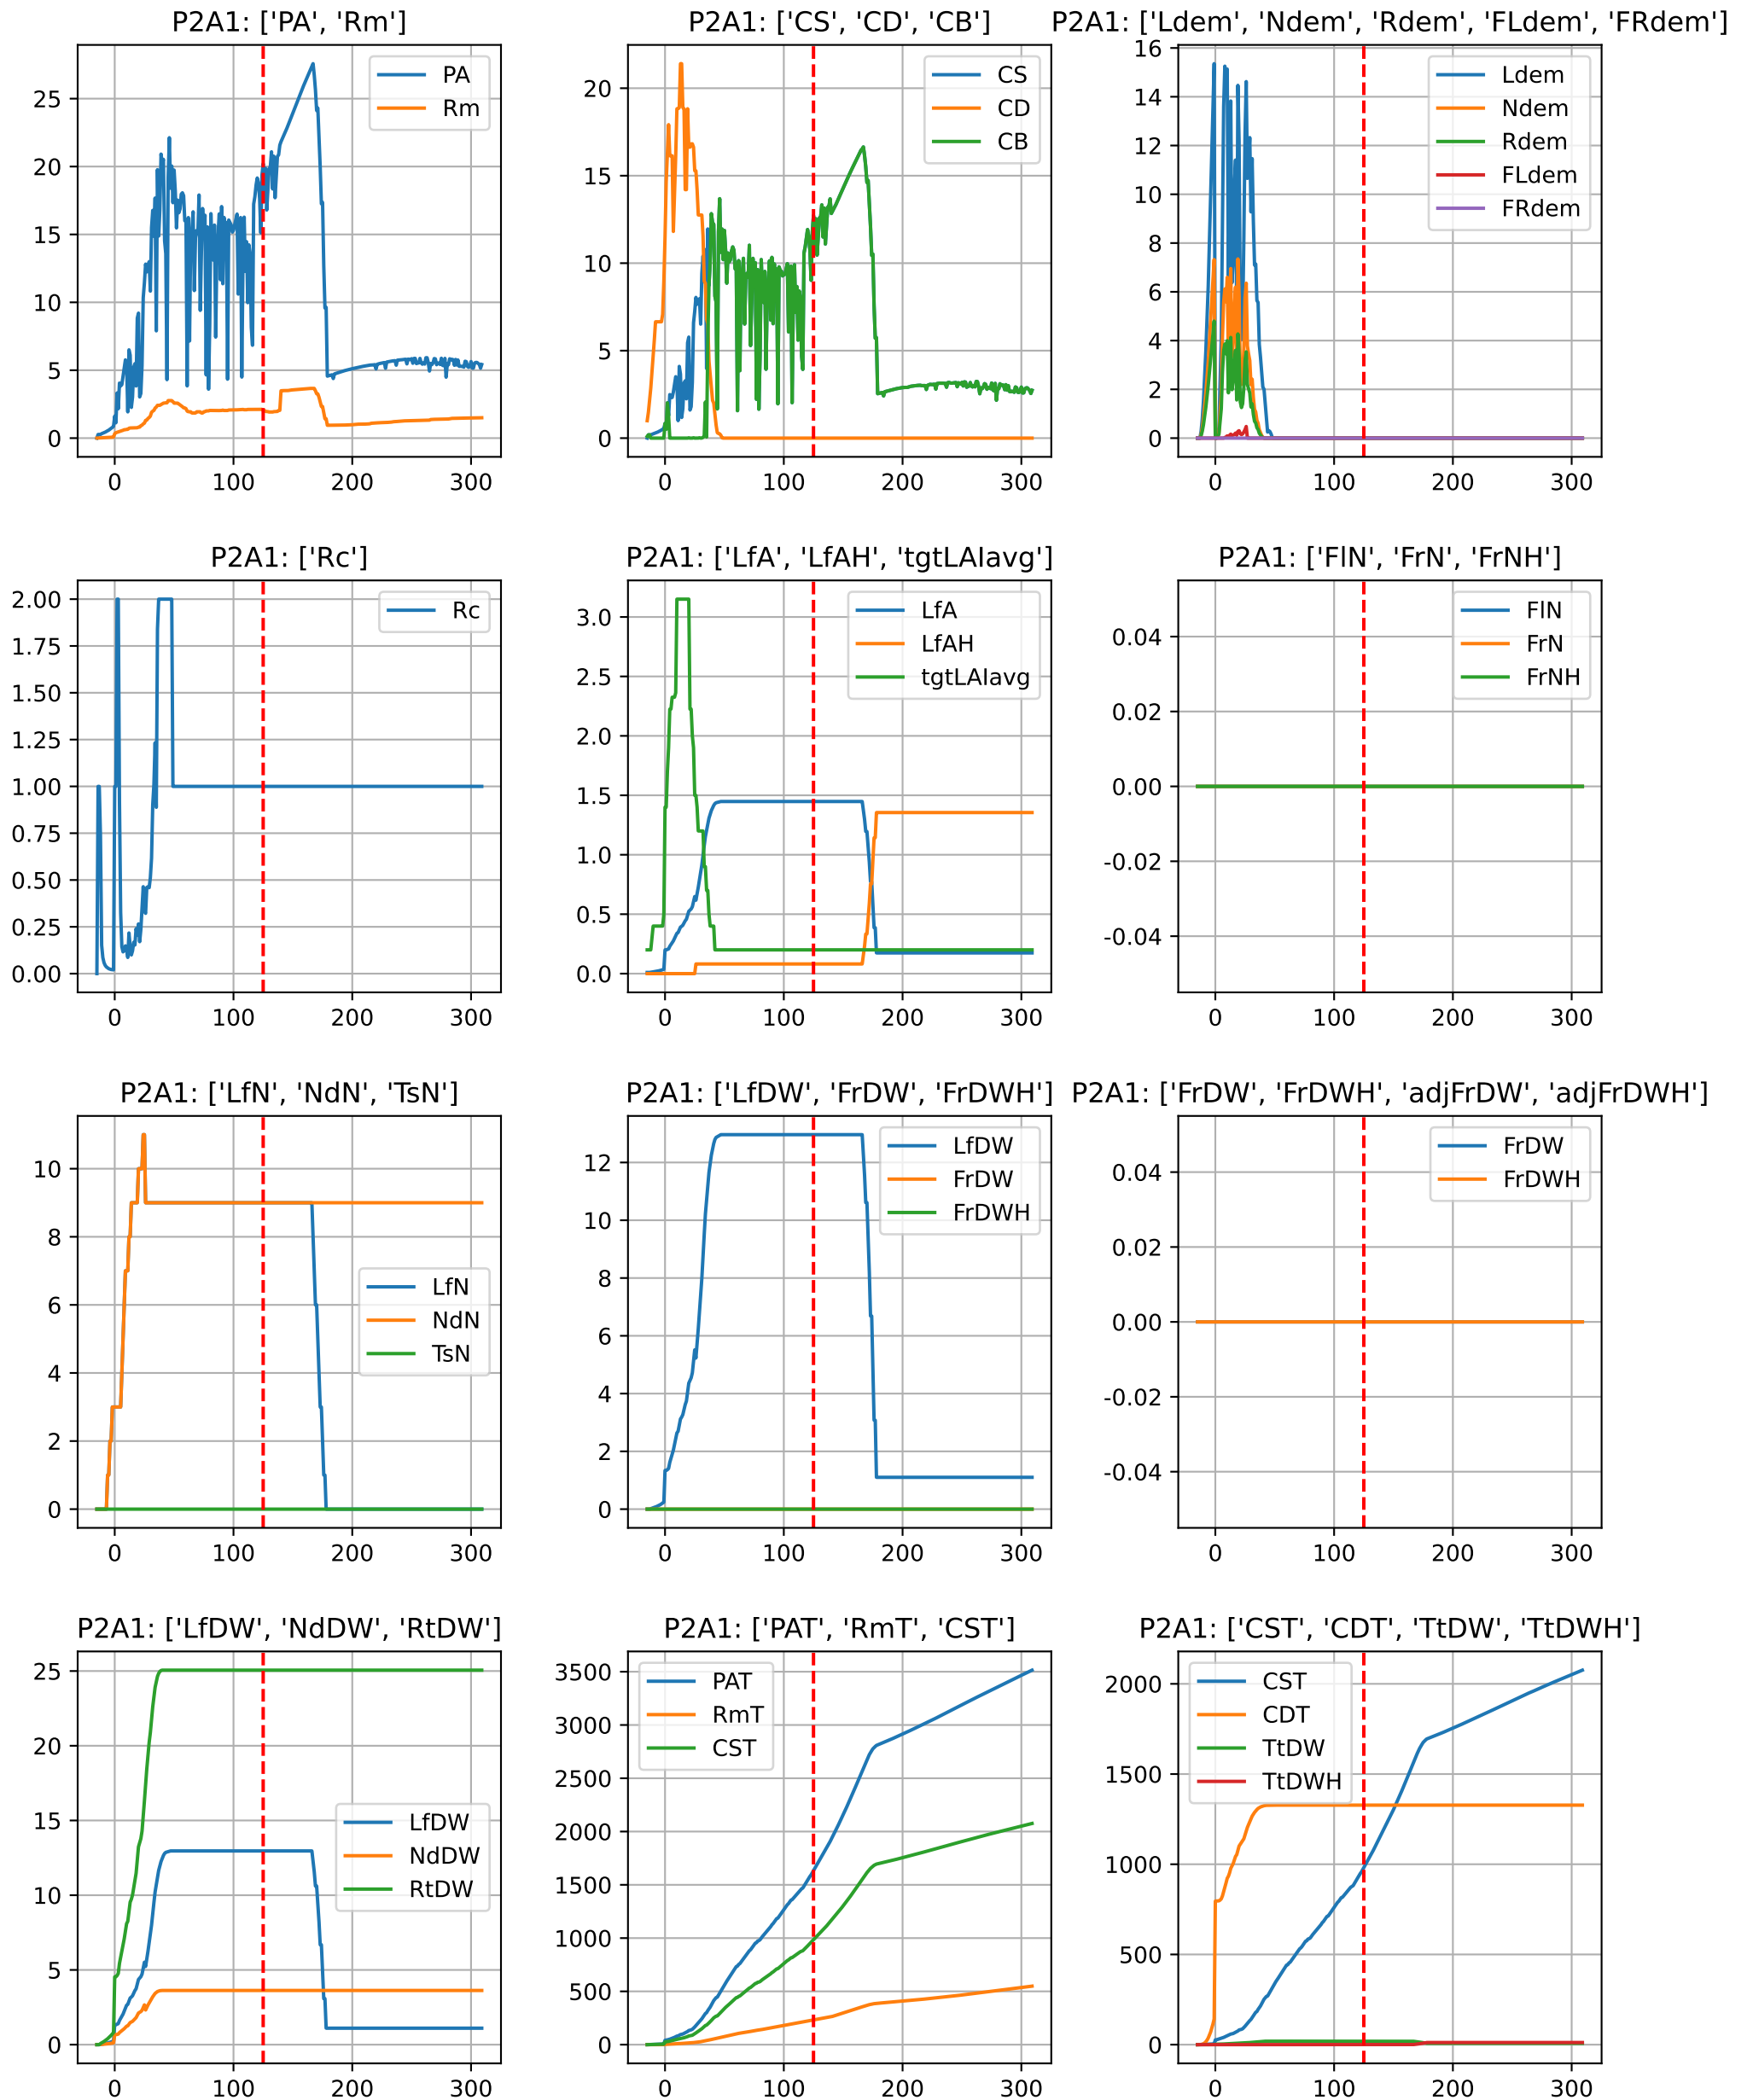 P2A1: ['PA', 'Rm']
PA
Rm
25
20
15
10
5
0
0 100 200 300
P2A1: ['CS', 'CD', 'CB']
CS
CD
CB
20
15
10
5
0
0 100 200 300
P2A1: ['Ldem', 'Ndem', 'Rdem', 'FLdem', 'FRdem']
Ldem
Ndem
Rdem
FLdem
FRdem
16
14
12
10
8
6
4
2
0
0 100 200 300
P2A1: ['Rc']
Rc
2.00
1.75
1.50
1.25
1.00
0.75
0.50
0.25
0.00
0 100 200 300
P2A1: ['LfA', 'LfAH', 'tgtLAIavg']
LfA
LfAH
tgtLAIavg
3.0
2.5
2.0
1.5
1.0
0.5
0.0
0 100 200 300
P2A1: ['FlN', 'FrN', 'FrNH']
FlN
FrN
FrNH
0.04
0.02
0.00
-0.02
-0.04
0 100 200 300
P2A1: ['LfN', 'NdN', 'TsN']
LfN
NdN
TsN
10
8
6
4
2
0
0 100 200 300
P2A1: ['LfDW', 'FrDW', 'FrDWH']
LfDW
FrDW
FrDWH
12
10
8
6
4
2
0
0 100 200 300
P2A1: ['FrDW', 'FrDWH', 'adjFrDW', 'adjFrDWH']
FrDW
FrDWH
0.04
0.02
0.00
-0.02
-0.04
0 100 200 300
P2A1: ['LfDW', 'NdDW', 'RtDW']
LfDW
NdDW
RtDW
25
20
15
10
5
0
0 100 200 300
P2A1: ['PAT', 'RmT', 'CST']
PAT
RmT
CST
3500
3000
2500
2000
1500
1000
500
0
0 100 200 300
P2A1: ['CST', 'CDT', 'TtDW', 'TtDWH']
CST
CDT
TtDW
TtDWH
2000
1500
1000
500
0
0 100 200 300